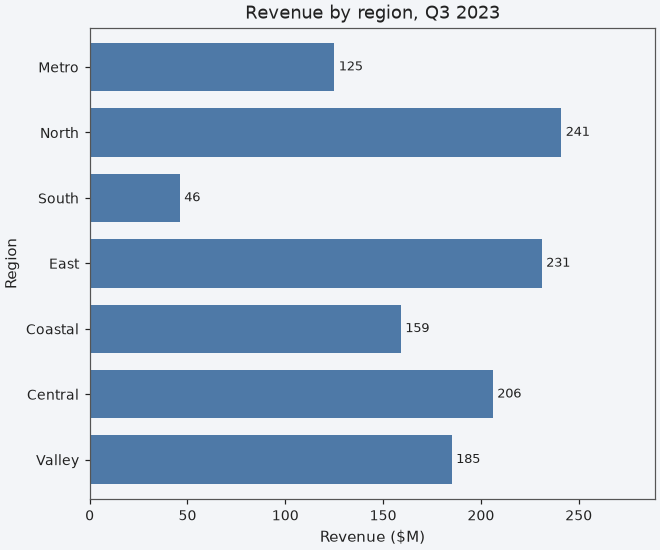 Revenue by region, Q3 2023
Metro 125
North 241
South 46
East 231
Coastal 159
Central 206
Valley 185
Region
0 50 100 150 200 250
Revenue ($M)